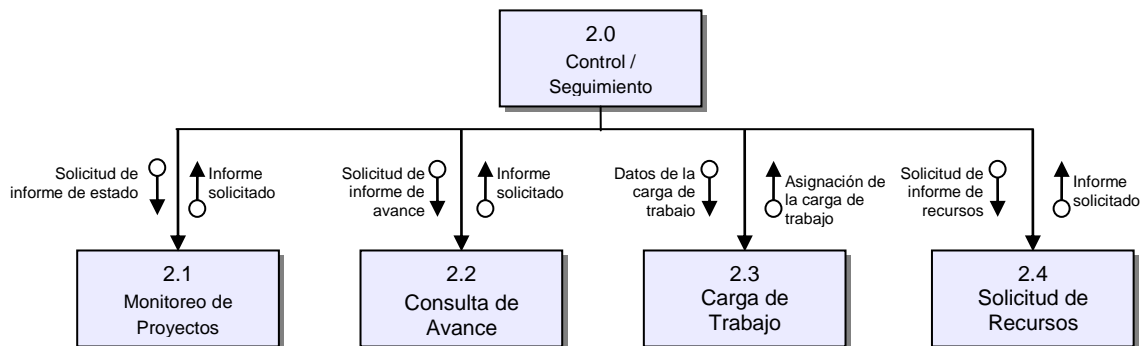 2.0
Control /
Seguimiento
Solicitud de
informe de estado
Informe
solicitado
Solicitud de
informe de
avance
Informe
solicitado
Datos de la
carga de
trabajo
Asignación de
la carga de
trabajo
Solicitud de
informe de
recursos
Informe
solicitado
2.1
Monitoreo de
Proyectos
2.2
Consulta de
Avance
2.3
Carga de
Trabajo
2.4
Solicitud de
Recursos